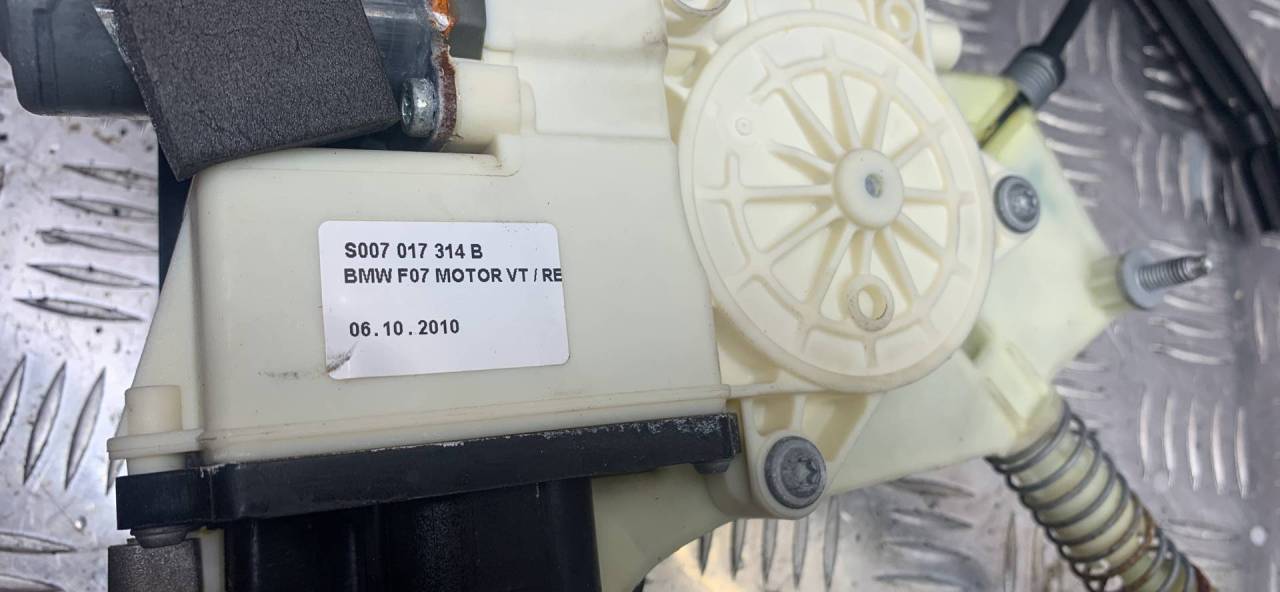 S007 017 314 B
BMW F07 MOTOR VT / RE
06.10.2010